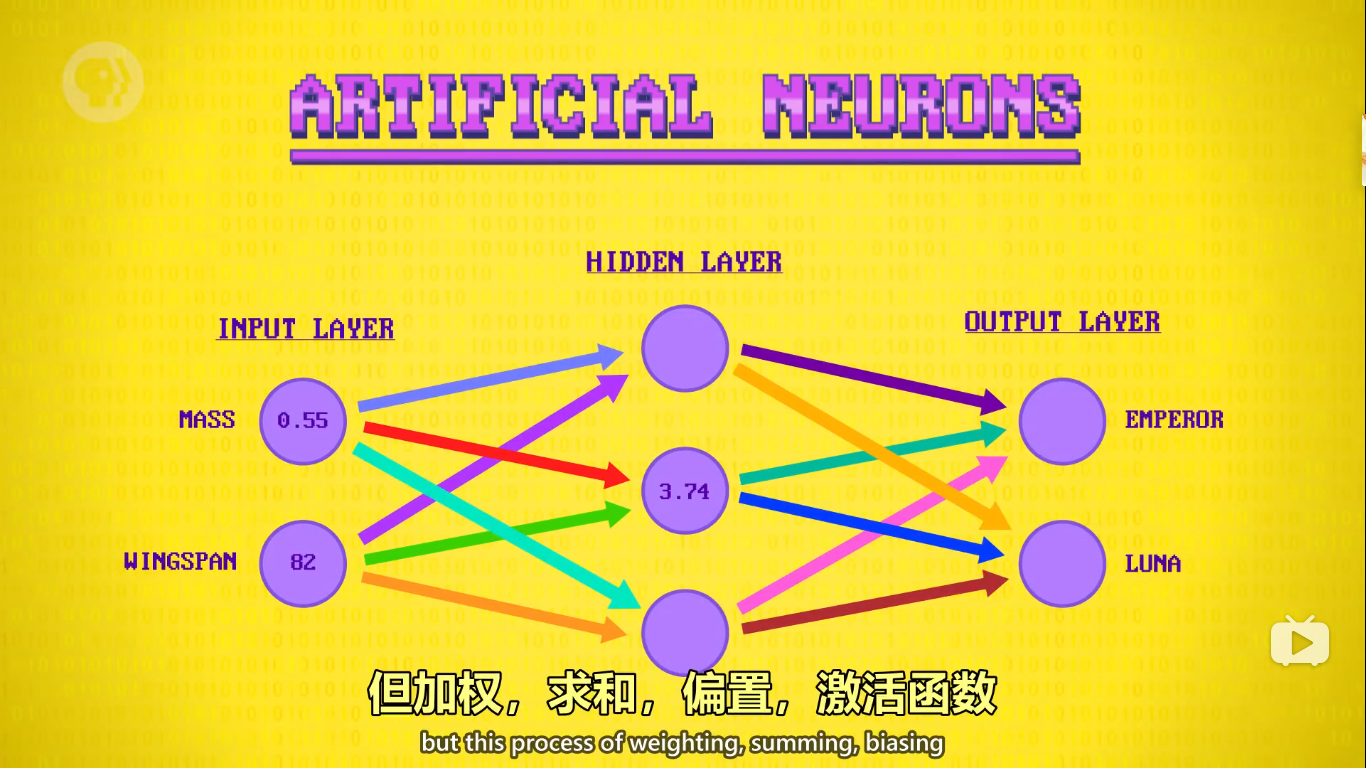 ARTIFICIAL NEURONS
HIDDEN LAYER
INPUT LAYER
OUTPUT LAYER
MASS
0.55
EMPEROR
3.74
WINGSPAN
82
LUNA
但加权，求和，偏置，激活函数
but this process of weighting, summing, biasing